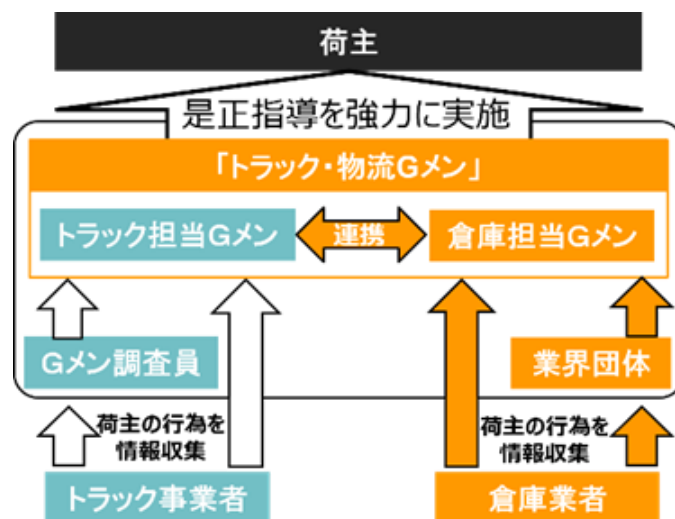 荷主
是正指導を強力に実施
「トラック・物流Gメン」
トラック担当Gメン
連携
倉庫担当Gメン
Gメン調査員
業界団体
荷主の行為を
情報収集
荷主の行為を
情報収集
トラック事業者
倉庫業者